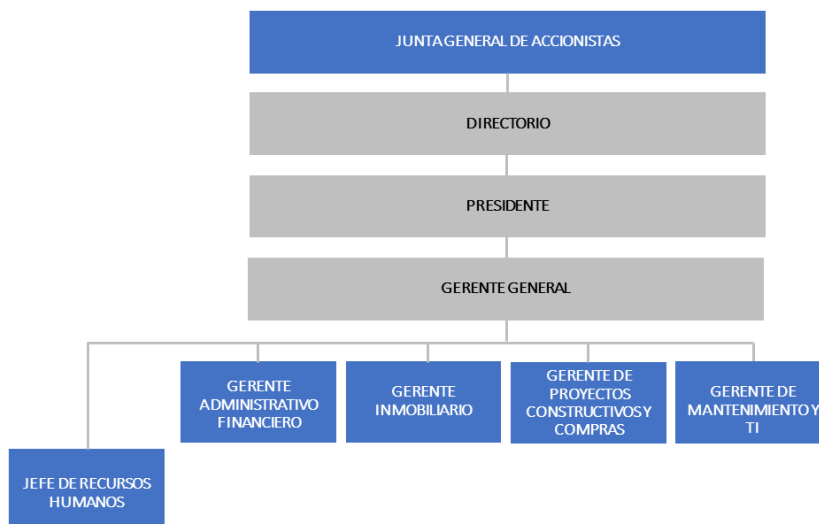 JUNTA GENERAL DE ACCIONISTAS
DIRECTORIO
PRESIDENTE
GERENTE GENERAL
GERENTE
ADMINISTRATIVO
FINANCIERO
GERENTE
INMOBILIARIO
GERENTE DE
PROYECTOS
CONSTRUCTIVOS Y
COMPRAS
GERENTE DE
MANTENIMIENTO Y
TI
JEFE DE RECURSOS
HUMANOS